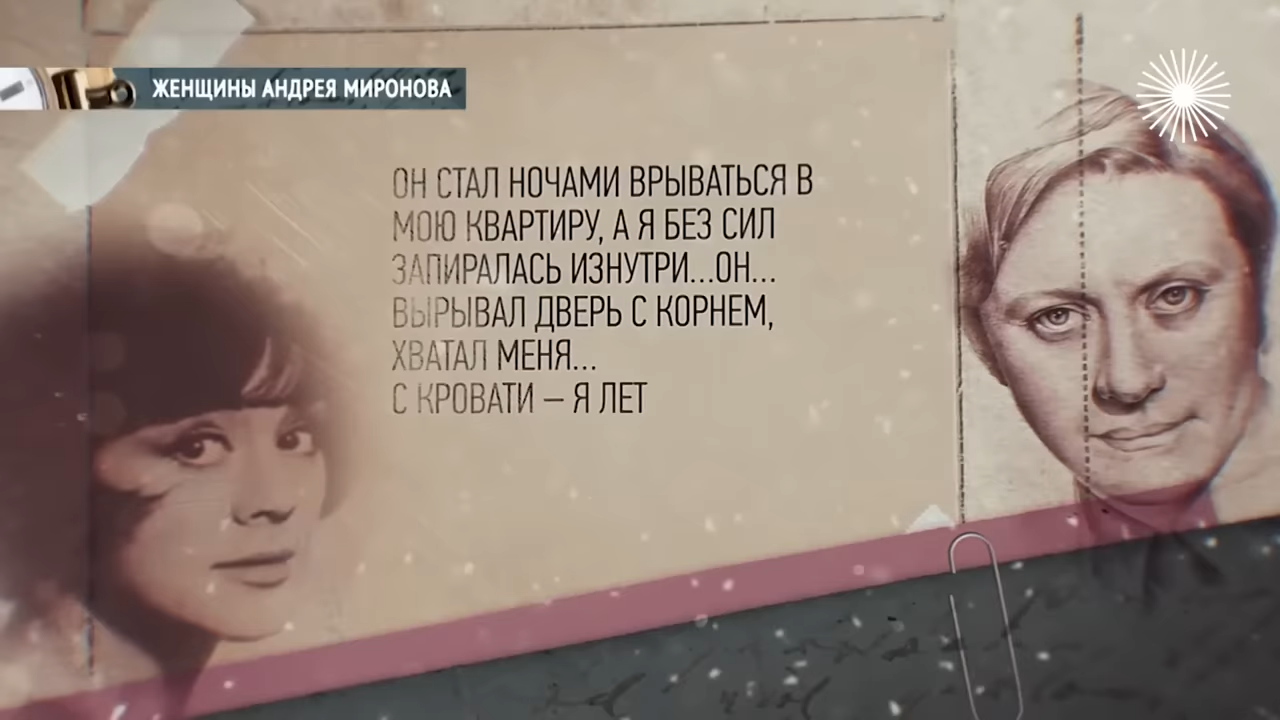 ЖЕНЩИНЫ АНДРЕЯ МИРОНОВА
ОН СТАЛ НОЧАМИ ВРЫВАТЬСЯ В
МОЮ КВАРТИРУ, А Я БЕЗ СИЛ
ЗАПИРАЛАСЬ ИЗНУТРИ...ОН...
ВЫРЫВАЛ ДВЕРЬ С КОРНЕМ,
ХВАТАЛ МЕНЯ...
С КРОВАТИ – Я ЛЕТ